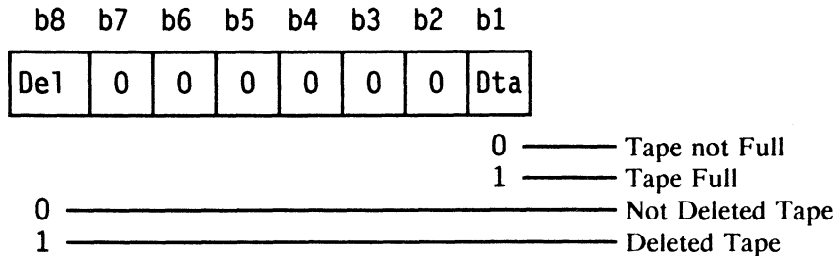 b8 b7 b6 b5 b4 b3 b2 b1
Del 0 0 0 0 0 0 Dta
0 Tape not Full
1 Tape Full
0 Not Deleted Tape
1 Deleted Tape